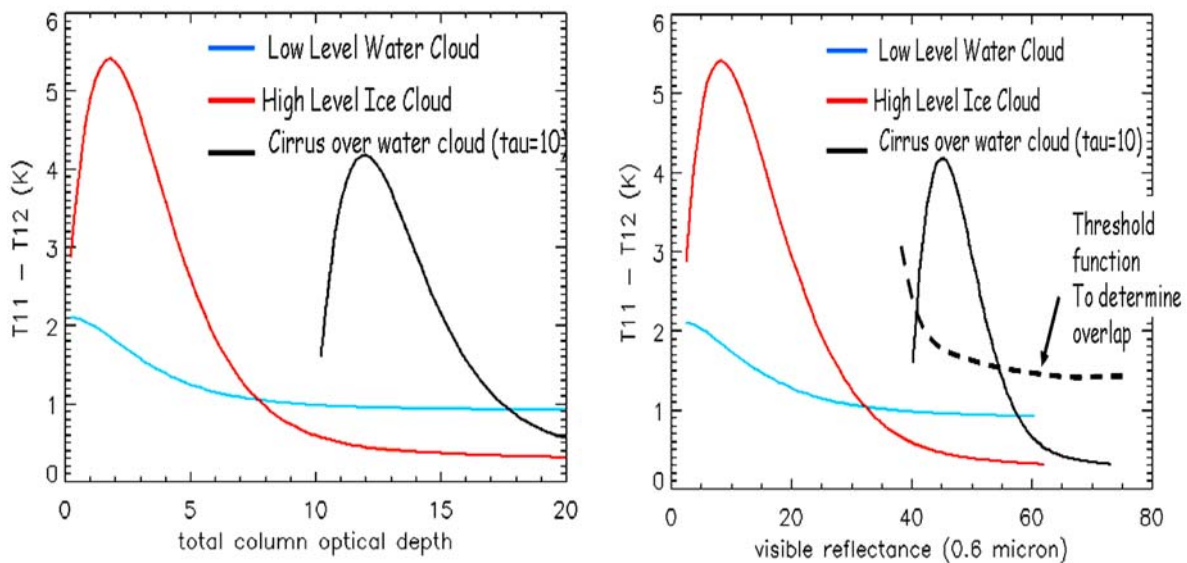 Low Level Water Cloud
High Level Ice Cloud
Cirrus over water cloud (tau=10)
T11 – T12 (K)
6
5
4
3
2
1
0
0
5
10
15
20
total column optical depth
Low Level Water Cloud
High Level Ice Cloud
Cirrus over water cloud (tau=10)
Threshold
function
To determine
overlap
T11 – T12 (K)
6
5
4
3
2
1
0
0
20
40
60
80
visible reflectance (0.6 micron)